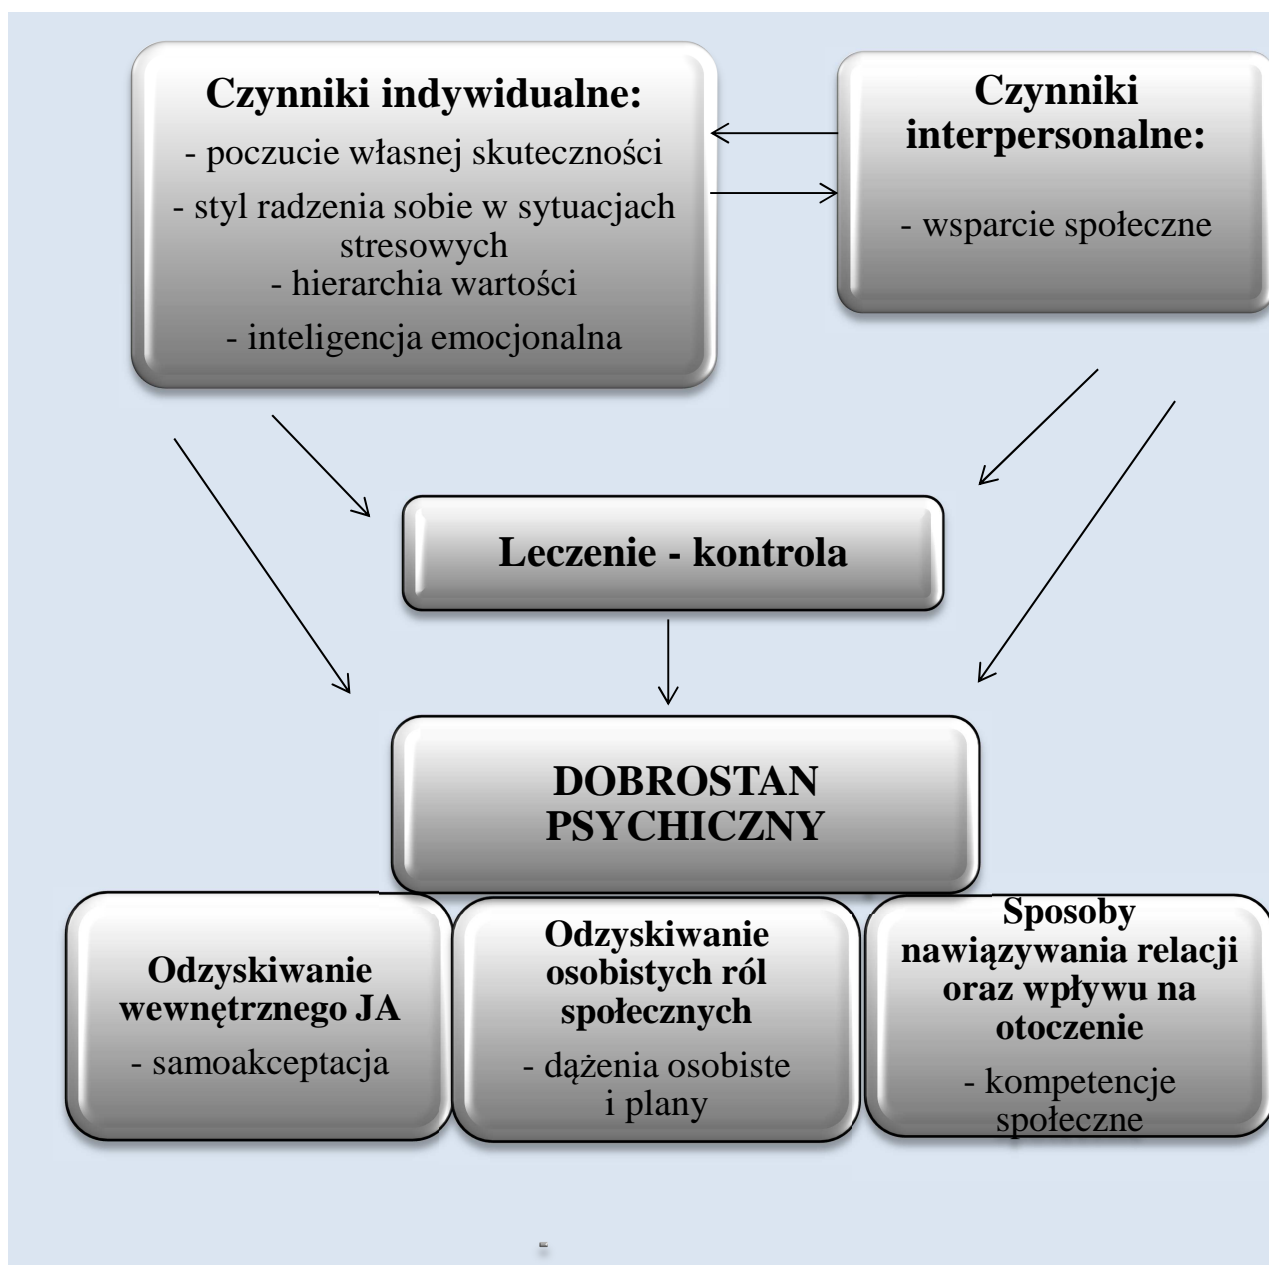 Czynniki indywidualne:
- poczucie własnej skuteczności
- styl radzenia sobie w sytuacjach
stresowych
- hierarchia wartości
- inteligencja emocjonalna
Czynniki
interpersonalne:
- wsparcie społeczne
Leczenie - kontrola
DOBROSTAN
PSYCHICZNY
Odzyskiwanie
wewnętrznego JA
- samoakceptacja
Odzyskiwanie
osobistych ról
społecznych
- dążenia osobiste
i plany
Sposoby
nawiązywania relacji
oraz wpływu na
otoczenie
- kompetencje
społeczne